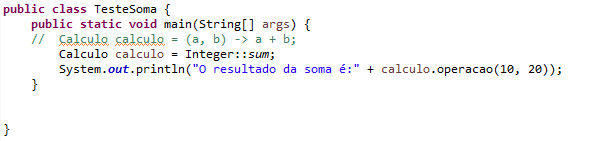 public class TesteSoma {
    public static void main(String[] args) {
    //  Calculo calculo = (a, b) -> a + b;
        Calculo calculo = Integer::sum;
        System.out.println("O resultado da soma é:" + calculo.operacao(10, 20));
    }
}